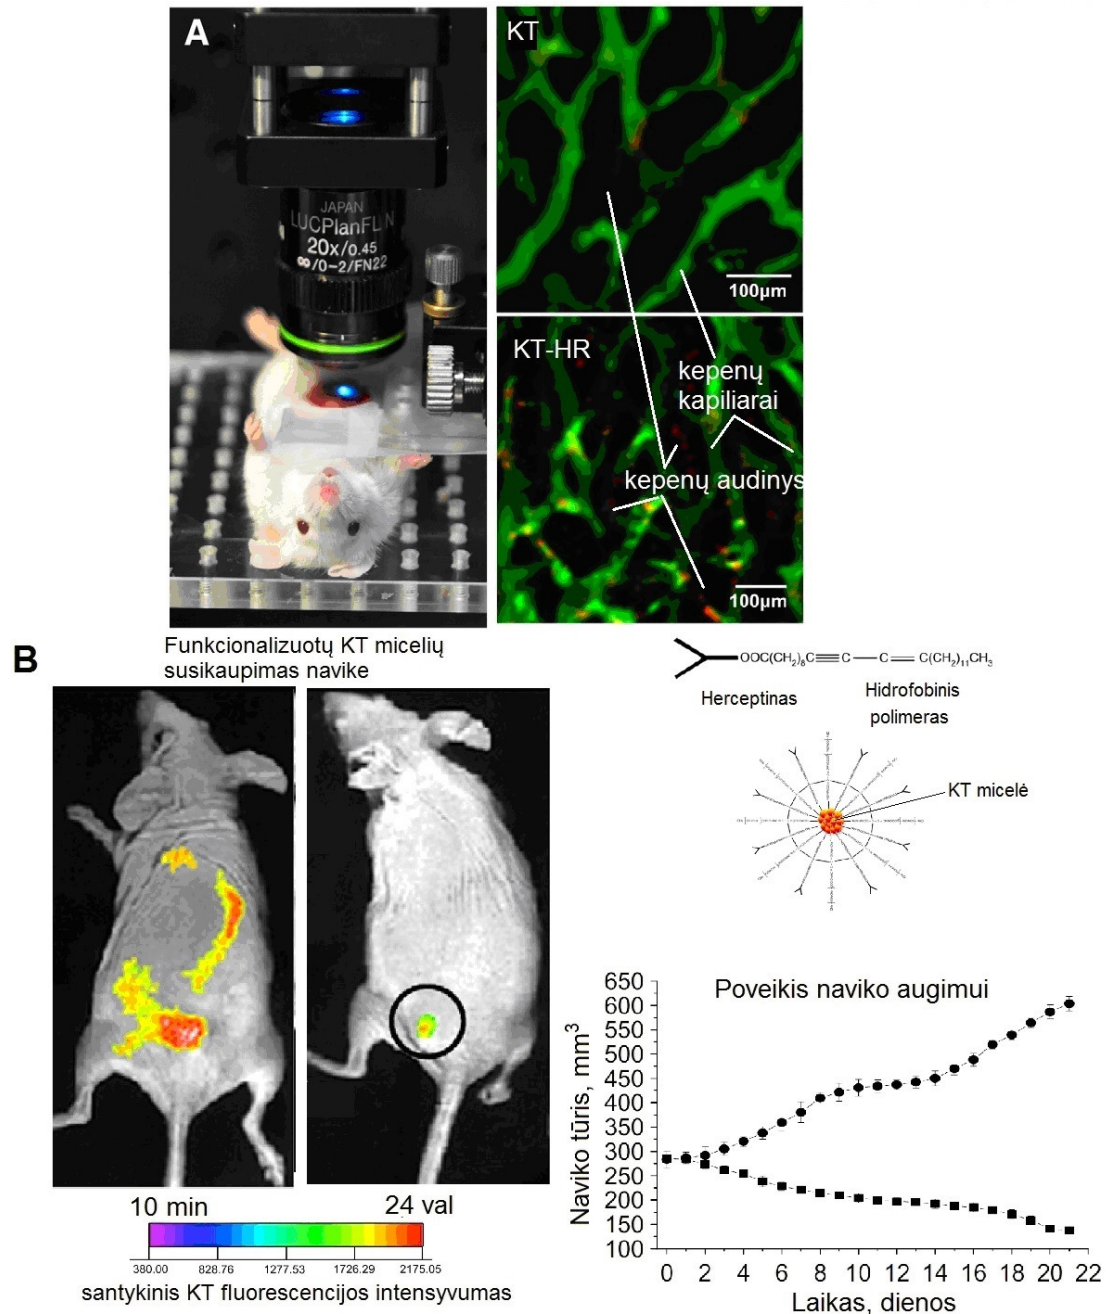 A
JAPAN
LUCPlanFL N
20x/0.45
∞/0-2/FN22
KT
100µm
KT-HR
kepenų
kapiliarai
kepenų audinys
100µm
B
Funkcionalizuotų KT micelių
susikaupimas navike
10 min
24 val
380.00 828.76 1277.53 1726.29 2175.05
santykinis KT fluorescencijos intensyvumas
OOC(CH₂)₈ C(CH₂)₁₁CH₃
Herceptinas
Hidrofobinis
polimeras
KT micelė
Poveikis naviko augimui
Naviko tūris, mm³
650
600
550
500
450
400
350
300
250
200
150
100
0 2 4 6 8 10 12 14 16 18 20 22
Laikas, dienos